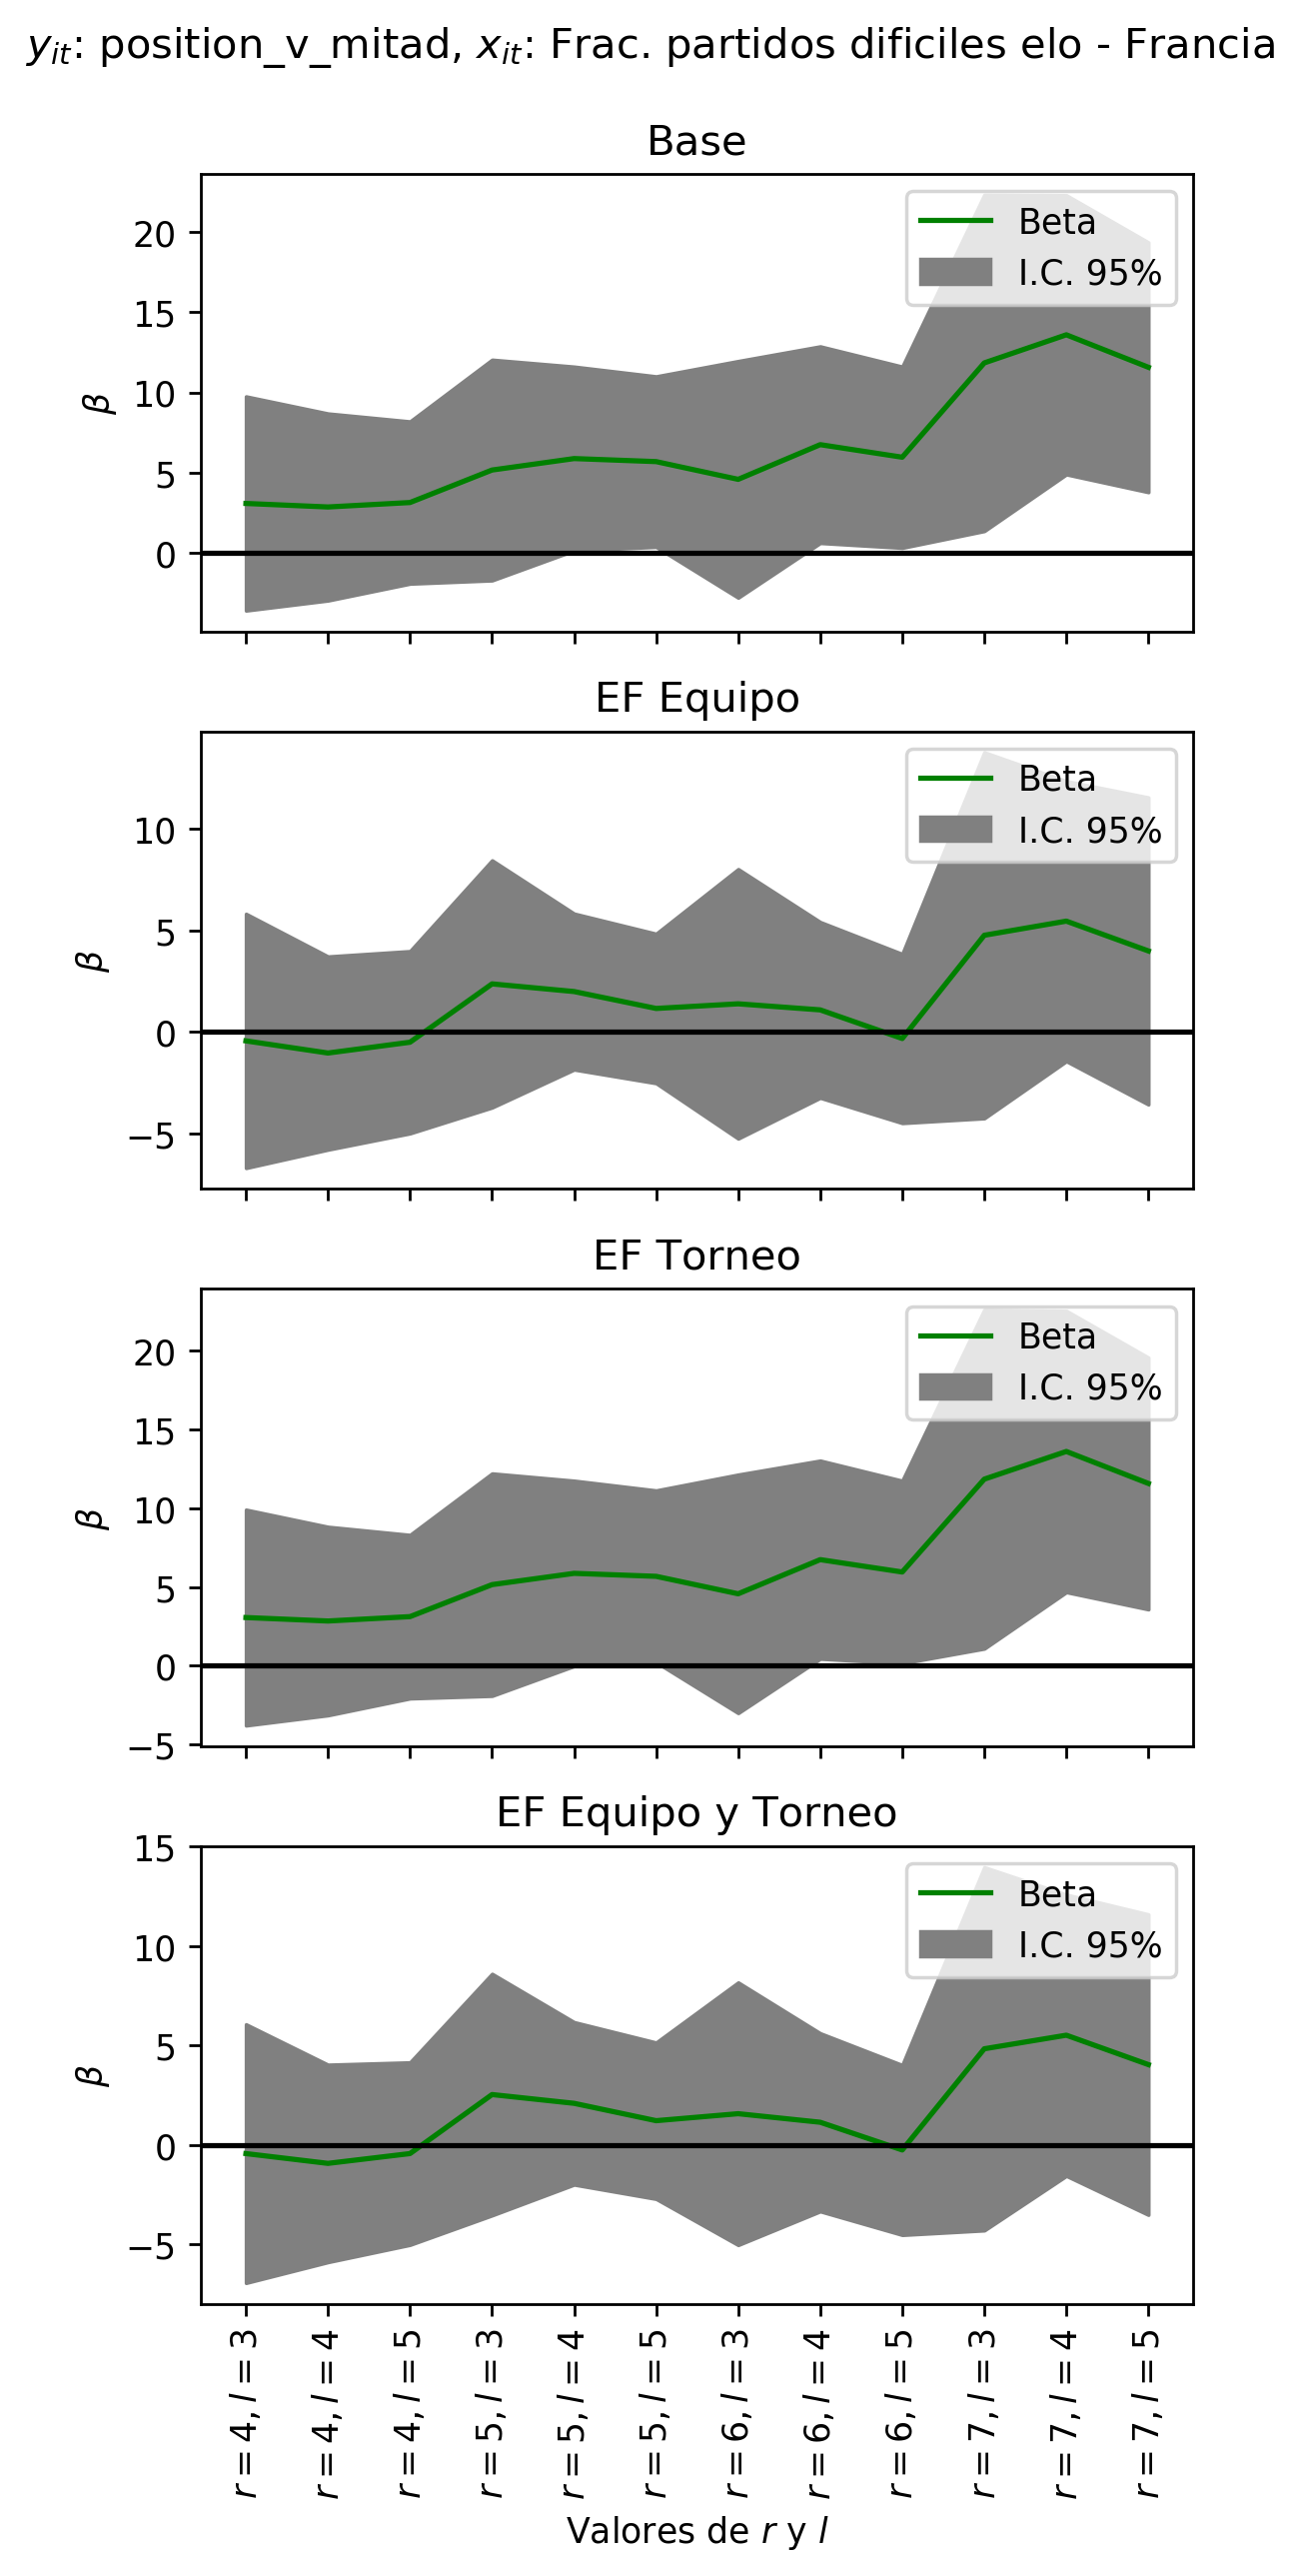 y_it: position_v_mitad, x_it: Frac. partidos dificiles elo - Francia
Base
Beta
I.C. 95%
20
15
10
5
0
β
EF Equipo
Beta
I.C. 95%
10
5
0
−5
β
EF Torneo
Beta
I.C. 95%
20
15
10
5
0
−5
β
EF Equipo y Torneo
Beta
I.C. 95%
15
10
5
0
−5
β
r = 4, l = 3
r = 4, l = 4
r = 4, l = 5
r = 5, l = 3
r = 5, l = 4
r = 5, l = 5
r = 6, l = 3
r = 6, l = 4
r = 6, l = 5
r = 7, l = 3
r = 7, l = 4
r = 7, l = 5
Valores de r y l